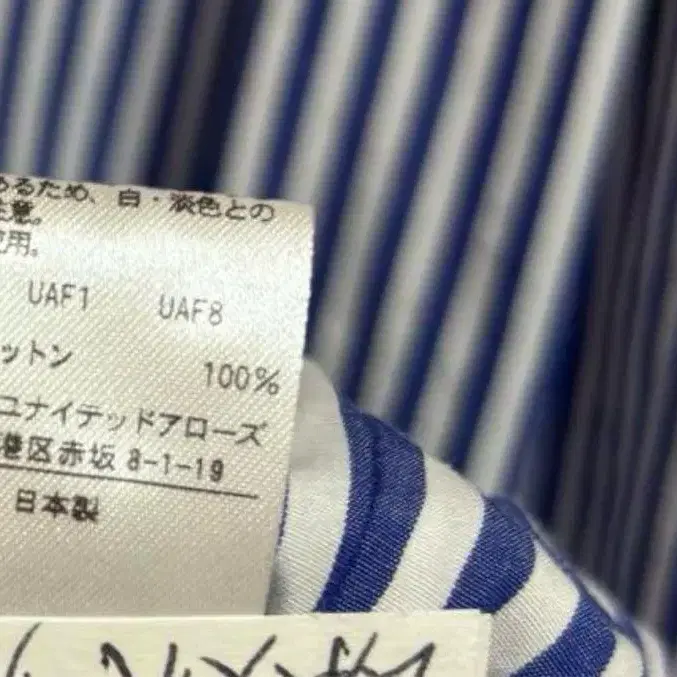 めるため、白・淡色との
注意。
使用。
UAF1 UAF8
ットン 100%
ユナイテッドアローズ
港区赤坂 8-1-19
日本製